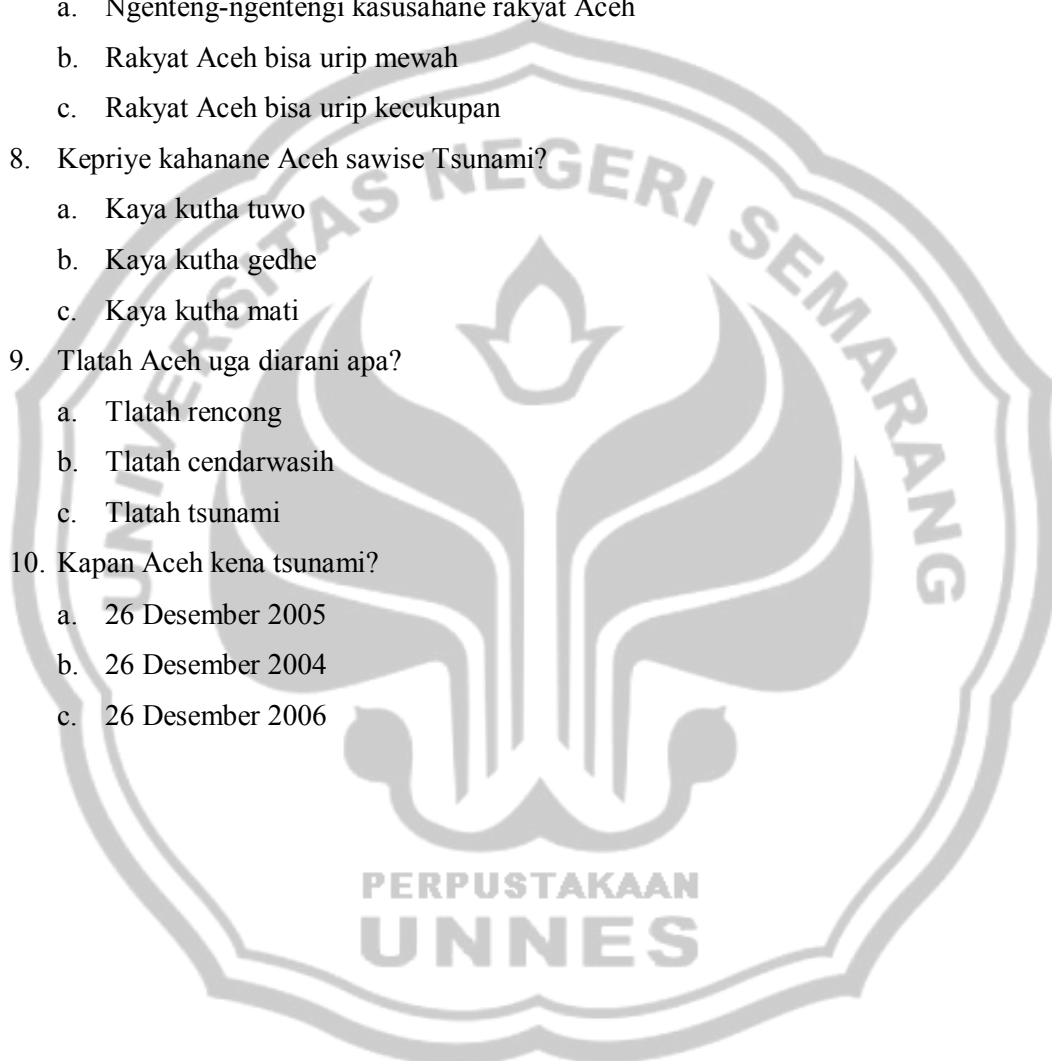 a. Ngenteng-ngentengi kasusahane rakyat Aceh
b. Rakyat Aceh bisa urip mewah
c. Rakyat Aceh bisa urip kecukupan
8. Kepriye kahanane Aceh sawise Tsunami?
a. Kaya kutha tuwo
b. Kaya kutha gedhe
c. Kaya kutha mati
9. Tlatah Aceh uga diarani apa?
a. Tlatah rencong
b. Tlatah cendarwasih
c. Tlatah tsunami
10. Kapan Aceh kena tsunami?
a. 26 Desember 2005
b. 26 Desember 2004
c. 26 Desember 2006
UNIVERSITAS NEGERI SEMARANG
PERPUSTAKAAN
UNNES